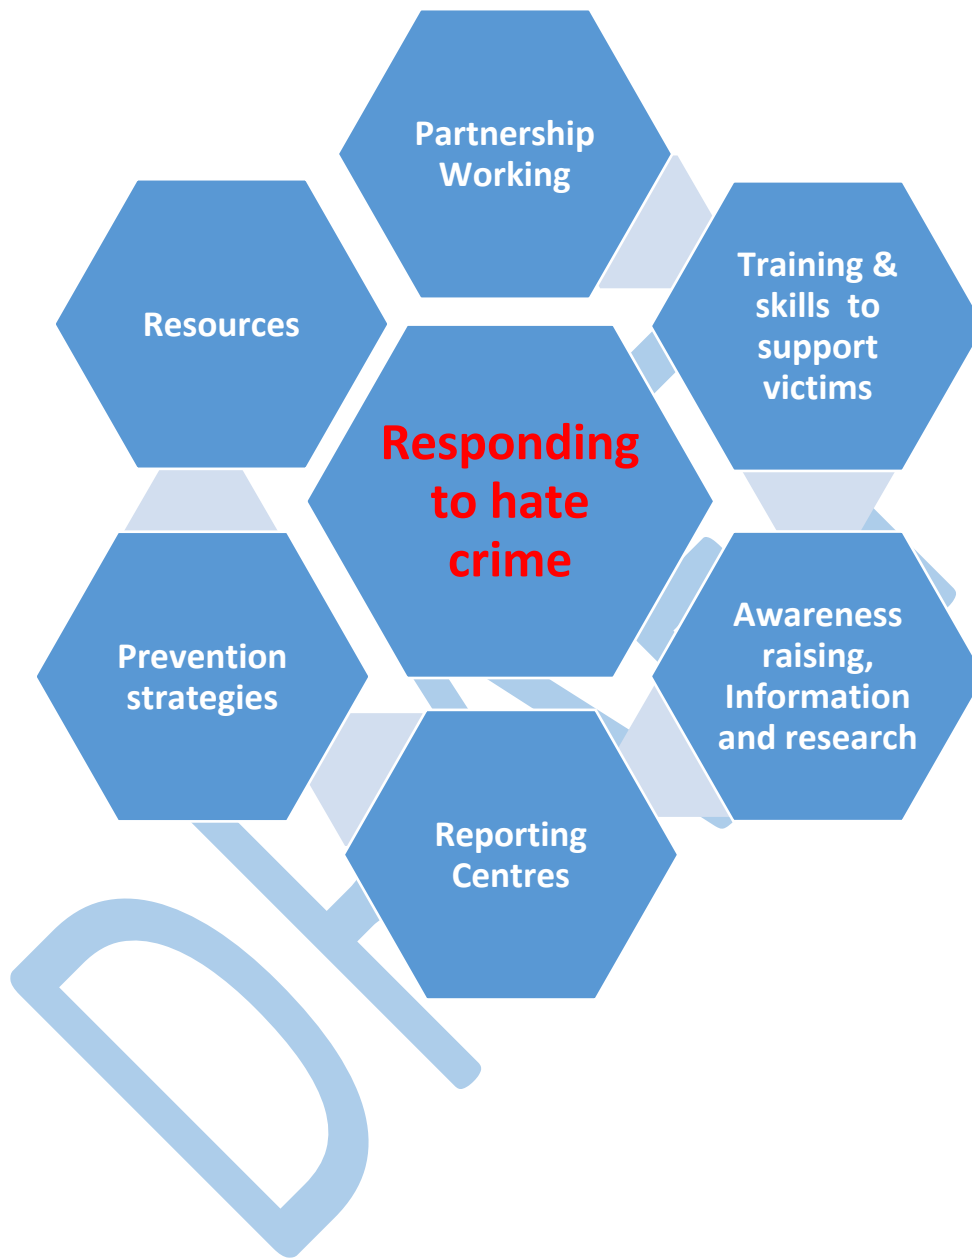 Partnership
Working
Training &
skills  to
support
victims
Resources
Responding
to hate
crime
Awareness
raising,
Information
and research
Prevention
strategies
Reporting
Centres